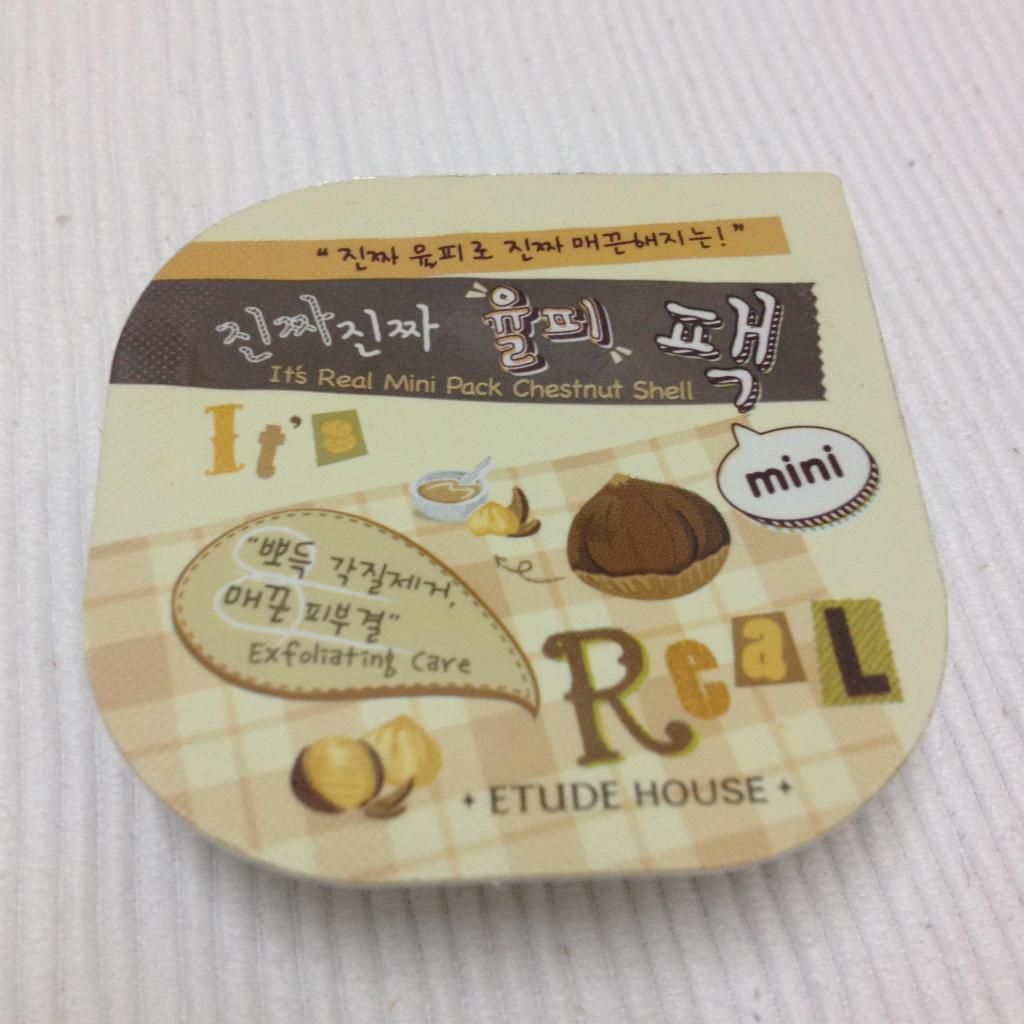 “진짜 율피로 진짜 매끈해지는!”
진짜진짜 율피 팩
It's Real Mini Pack Chestnut Shell
It's
mini
“뽀득 각질제거,
매끈 피부결”
Exfoliating Care
Real
ETUDE HOUSE